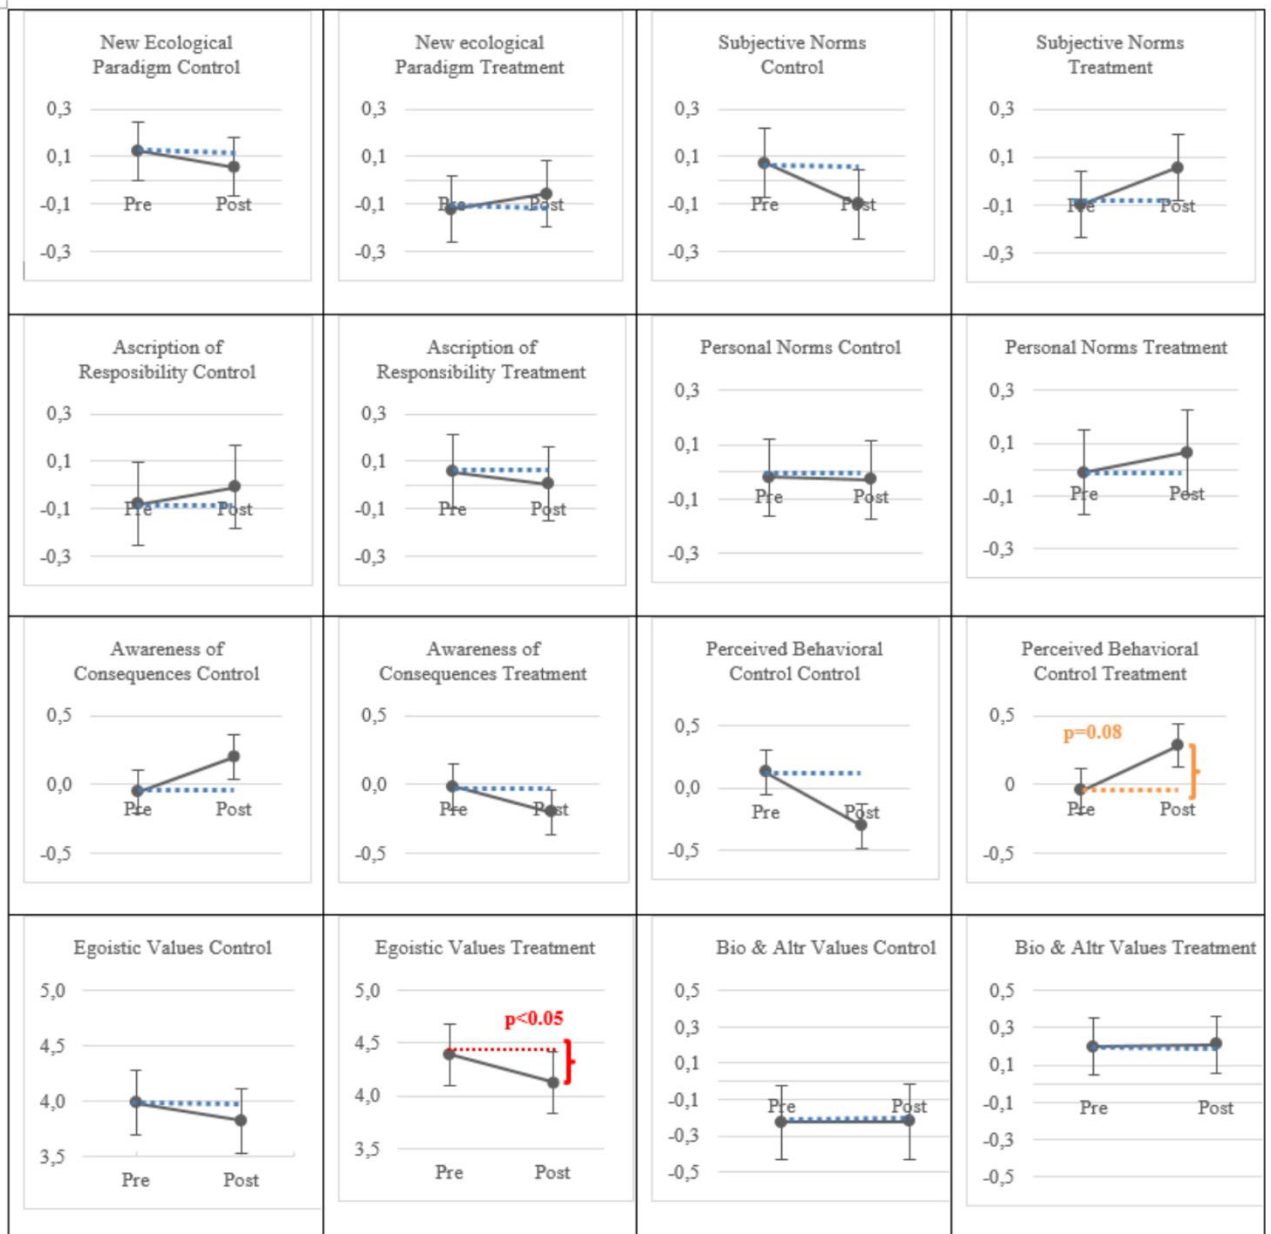 New Ecological
Paradigm Control
0,3
0,1
-0,1
-0,3
Pre
Post
New ecological
Paradigm Treatment
0,3
0,1
-0,1
-0,3
Pre
Post
Subjective Norms
Control
0,3
0,1
-0,1
-0,3
Pre
Post
Subjective Norms
Treatment
0,3
0,1
-0,1
-0,3
Pre
Post
Ascription of
Resposibility Control
0,3
0,1
-0,1
-0,3
Pre
Post
Ascription of
Responsibility Treatment
0,3
0,1
-0,1
-0,3
Pre
Post
Personal Norms Control
0,3
0,1
-0,1
-0,3
Pre
Post
Personal Norms Treatment
0,3
0,1
-0,1
-0,3
Pre
Post
Awareness of
Consequences Control
0,5
0,0
-0,5
Pre
Post
Awareness of
Consequences Treatment
0,5
0,0
-0,5
Pre
Post
Perceived Behavioral
Control Control
0,5
0,0
-0,5
Pre
Post
Perceived Behavioral
Control Treatment
0,5
p=0.08
0
-0,5
Pre
Post
Egoistic Values Control
5,0
4,5
4,0
3,5
Pre
Post
Egoistic Values Treatment
5,0
p<0.05
4,5
4,0
3,5
Pre
Post
Bio & Altr Values Control
0,5
0,3
0,1
-0,1
-0,3
-0,5
Pre
Post
Bio & Altr Values Treatment
0,5
0,3
0,1
-0,1
-0,3
-0,5
Pre
Post